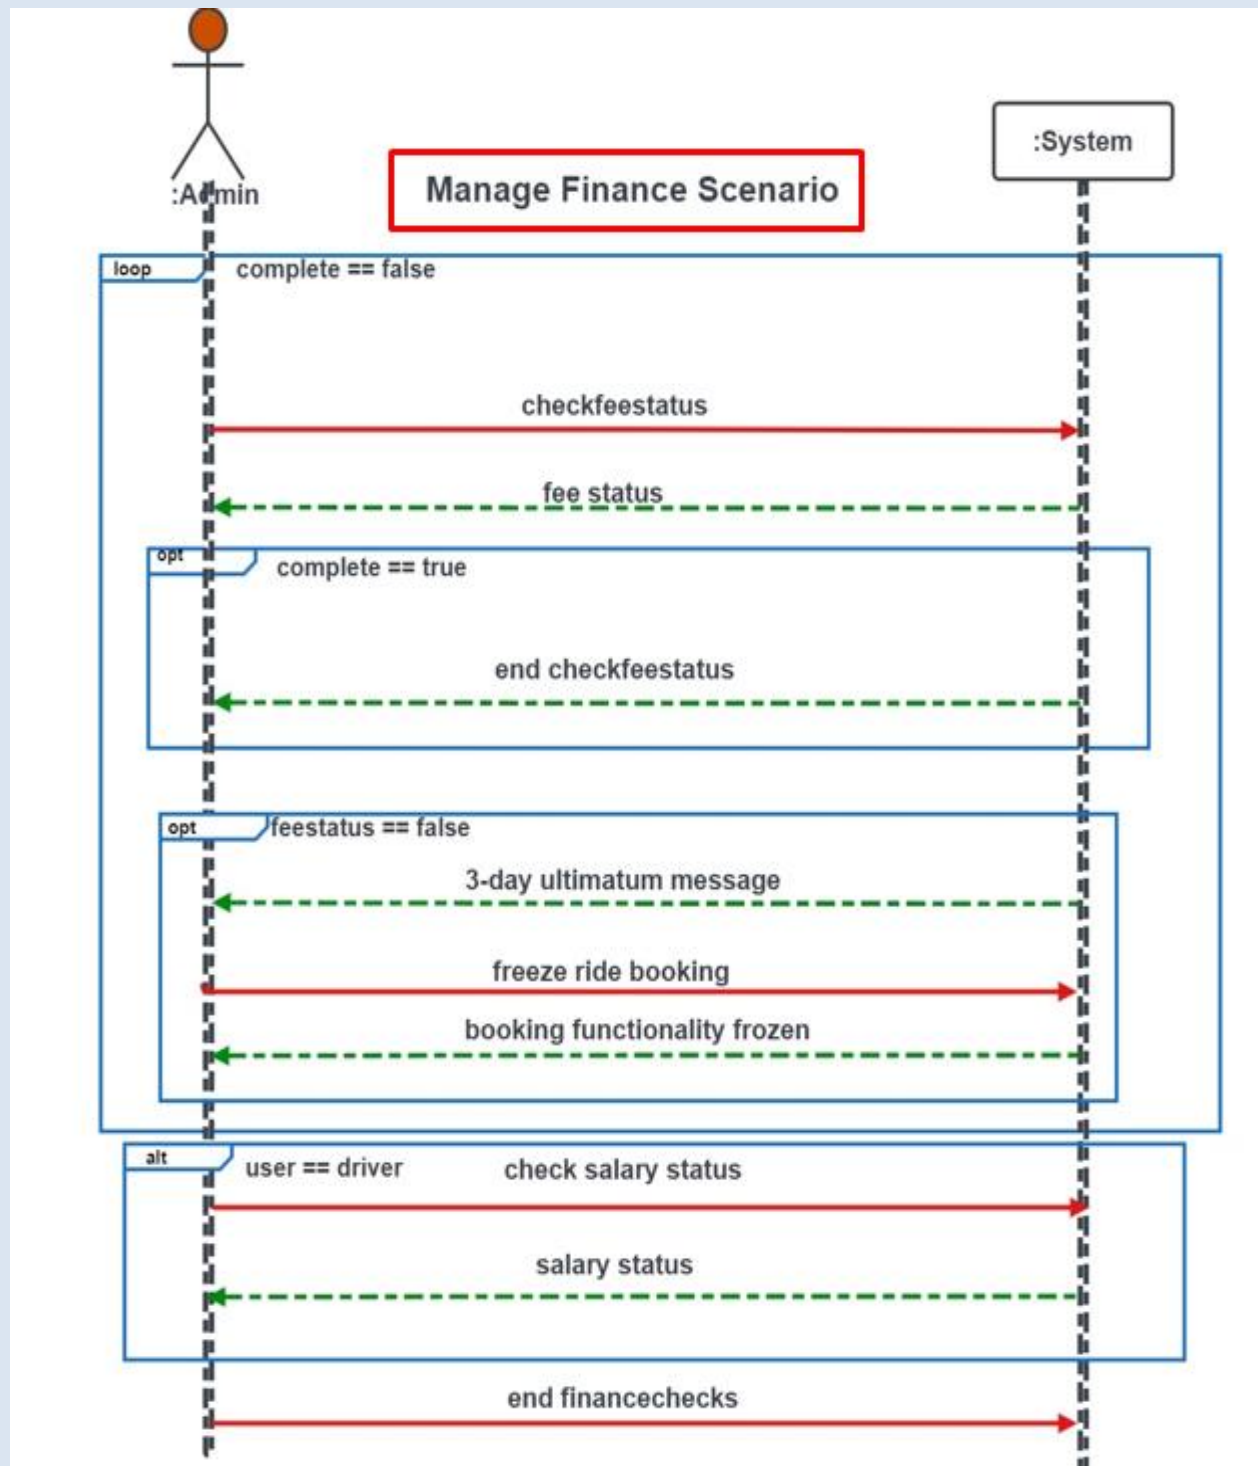 :System
Manage Finance Scenario
:Admin
loop
complete == false
checkfeestatus
fee status
opt
complete == true
end checkfeestatus
opt
feestatus == false
3-day ultimatum message
freeze ride booking
booking functionality frozen
alt
user == driver
check salary status
salary status
end financechecks